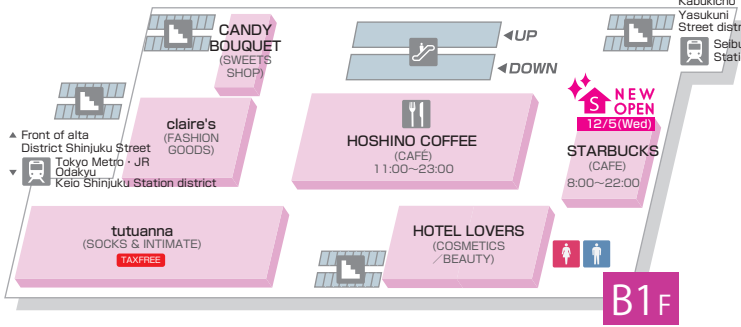 Kabukicho
Yasukuni
Street distri
Seibu
Stati
CANDY
BOUQUET
(SWEETS
SHOP)
◀UP
◀DOWN
S
NEW
OPEN
12/5(Wed)
claire's
(FASHION
GOODS)
HOSHINO COFFEE
(CAFÉ)
11:00～23:00
STARBUCKS
(CAFE)
8:00～22:00
▲ Front of alta
District Shinjuku Street
Tokyo Metro・JR
▼ Odakyu
Keio Shinjuku Station district
tutuanna
(SOCKS & INTIMATE)
TAXFREE
HOTEL LOVERS
(COSMETICS
／BEAUTY)
B1F